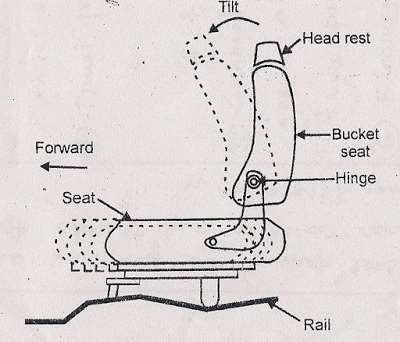 Tilt
Head rest
Forward
Bucket
seat
Hinge
Seat
Rail